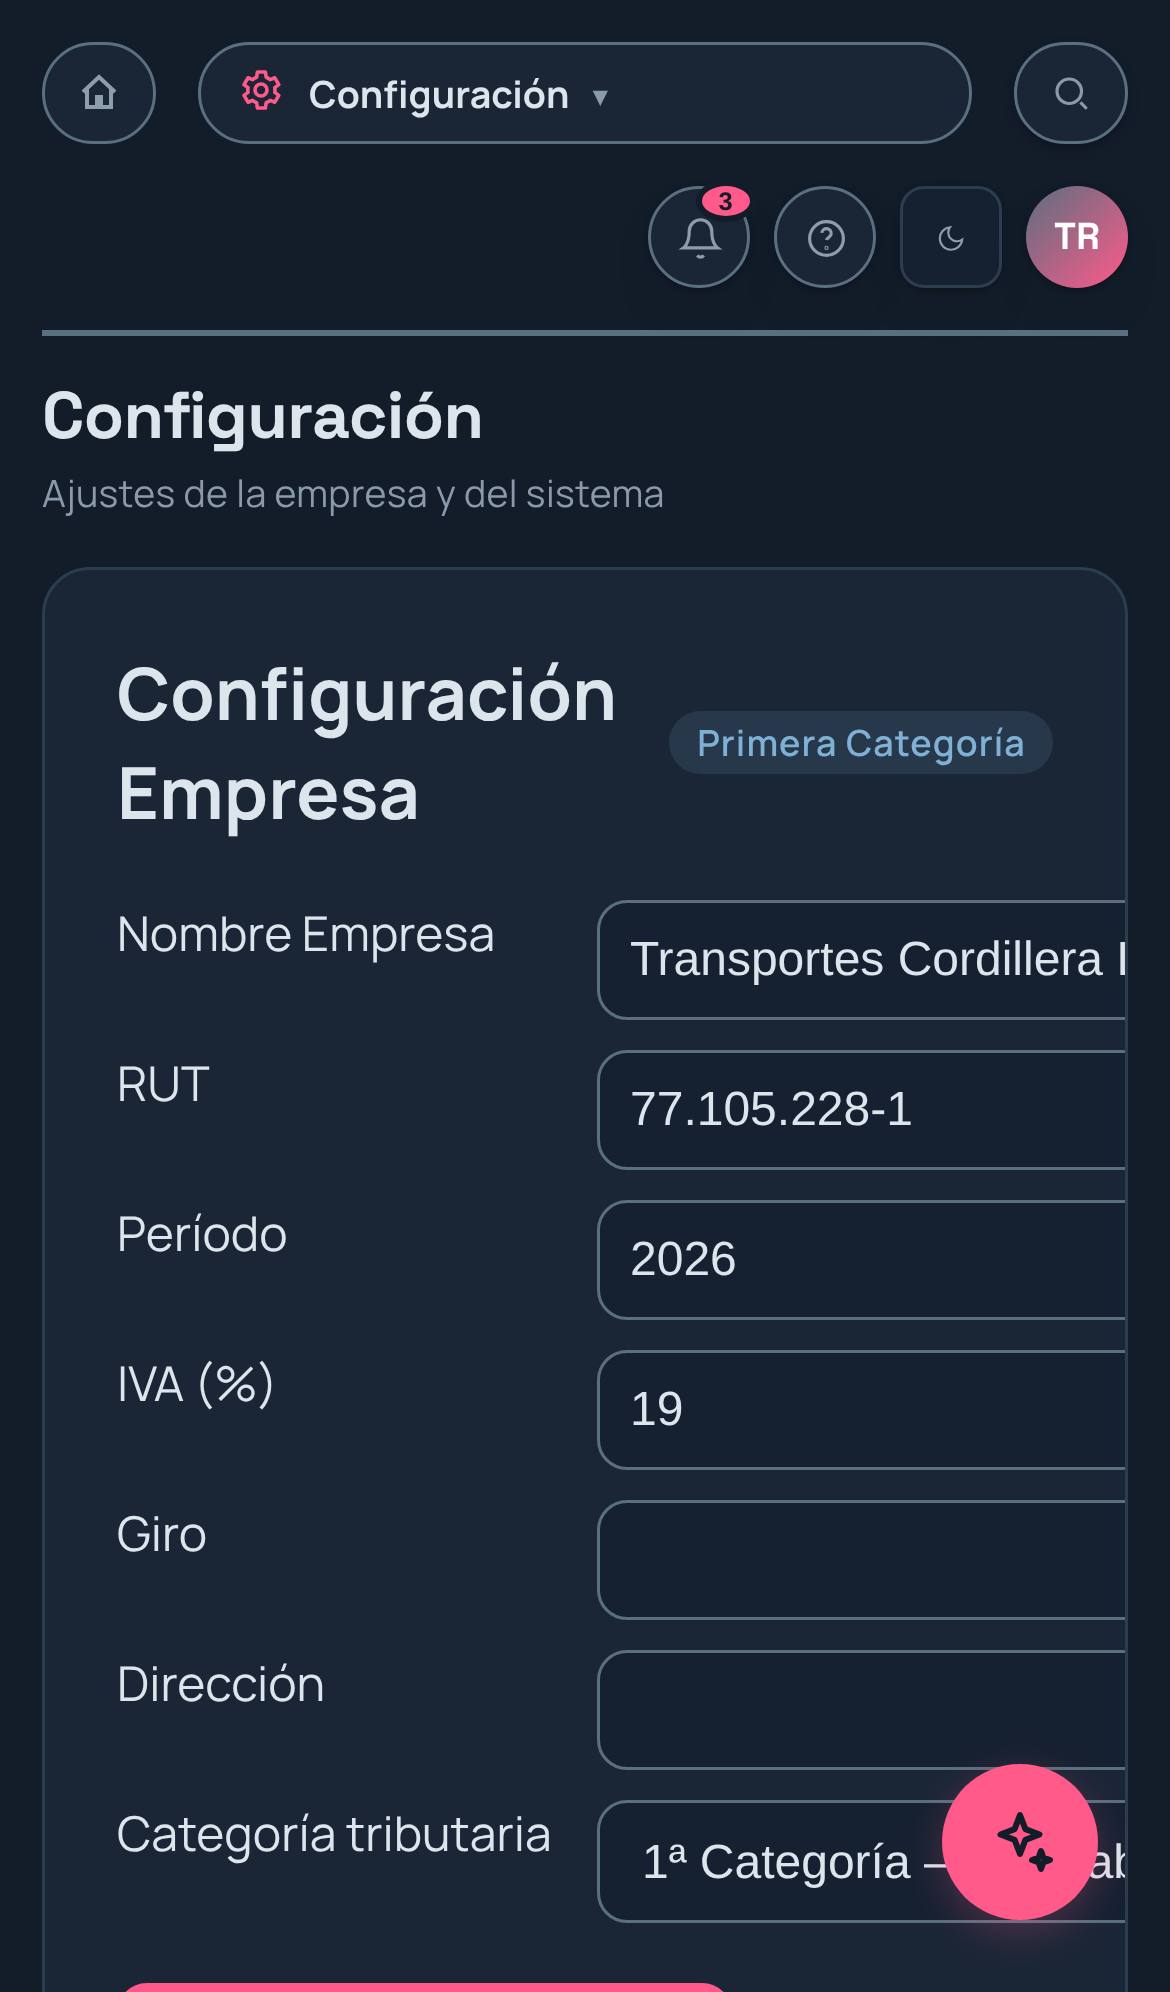 Configuración ▾
3
TR
Configuración
Ajustes de la empresa y del sistema
Configuración
Empresa
Primera Categoría
Nombre Empresa
Transportes Cordillera
RUT
77.105.228-1
Período
2026
IVA (%)
19
Giro
Dirección
Categoría tributaria
1ª Categoría –